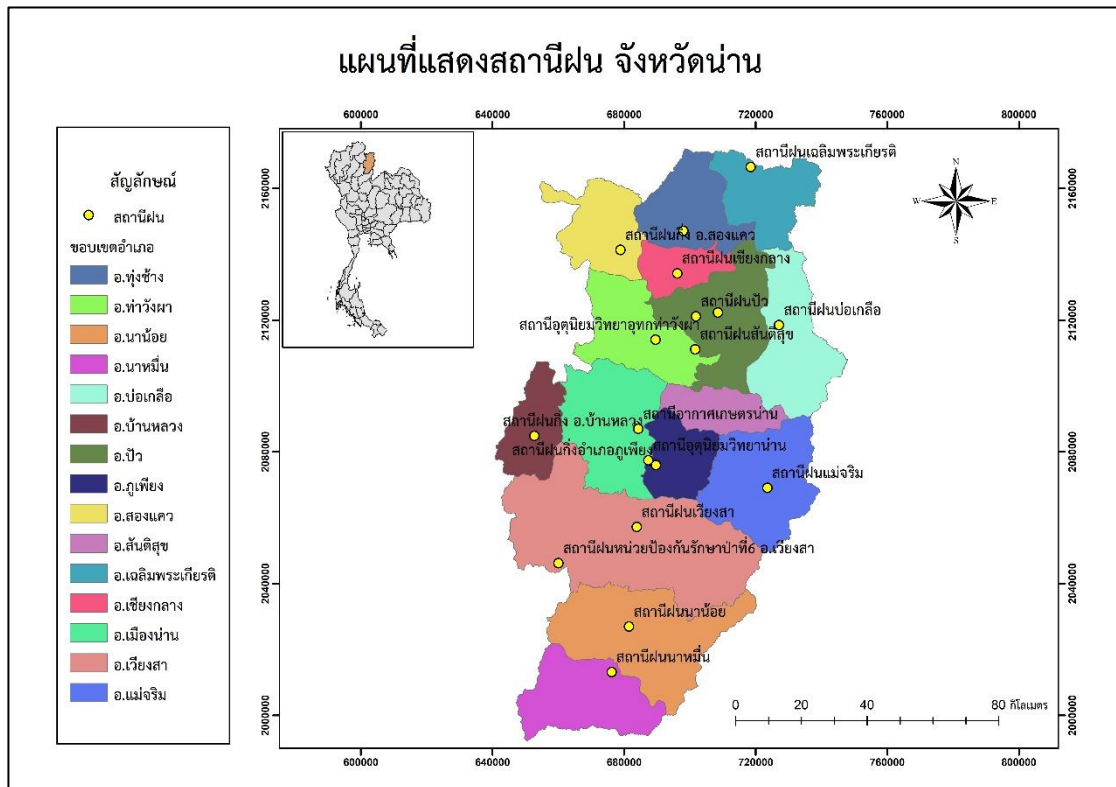 แผนที่แสดงสถานีฝน จังหวัดน่าน
600000 640000 680000 720000 760000 800000
สัญลักษณ์
สถานีฝน
ขอบเขตอำเภอ
อ.ทุ่งช้าง
อ.ท่าวังผา
อ.นาน้อย
อ.นาหมื่น
อ.บ่อเกลือ
อ.บ้านหลวง
อ.ปัว
อ.ภูเพียง
อ.สองแคว
อ.สันติสุข
อ.เฉลิมพระเกียรติ
อ.เชียงกลาง
อ.เมืองน่าน
อ.เวียงสา
อ.แม่จริม
2160000
2120000
2080000
2040000
2000000
สถานีฝนเฉลิมพระเกียรติ
สถานีฝนกิ่ง อ.สองแคว
สถานีฝนเชียงกลาง
สถานีฝนปัว
สถานีฝนบ่อเกลือ
สถานีอุตุนิยมวิทยาอุทกท่าวังผา
สถานีฝนสันติสุข
สถานีอากาศเกษตรน่าน
สถานีฝนกิ่ง อ.บ้านหลวง
สถานีฝนกิ่งอำเภอภูเพียง
สถานีอุตุนิยมวิทยาน่าน
สถานีฝนแม่จริม
สถานีฝนเวียงสา
สถานีฝนหน่วยป้องกันรักษาป่าที่6 อ.เวียงสา
สถานีฝนนาน้อย
สถานีฝนนาหมื่น
N
W E
S
2160000
2120000
2080000
2040000
2000000
0 20 40 80 กิโลเมตร
600000 640000 680000 720000 760000 800000